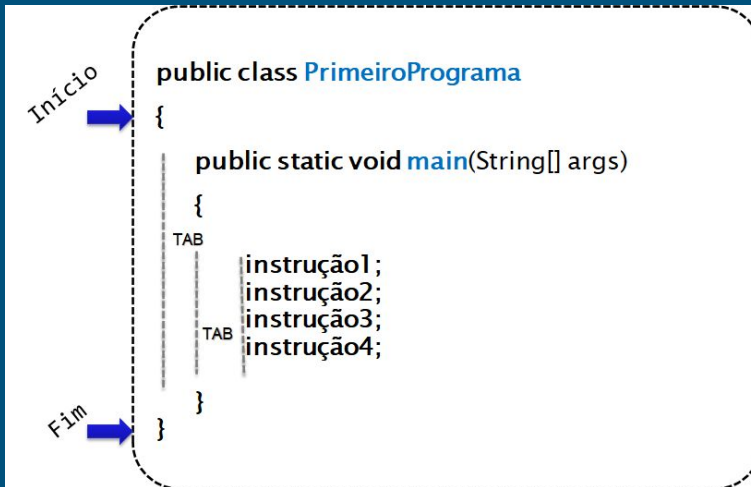 Início
public class PrimeiroPrograma
{
public static void main(String[] args)
{
TAB
instrução1;
instrução2;
instrução3;
TAB
instrução4;
}
Fim
}